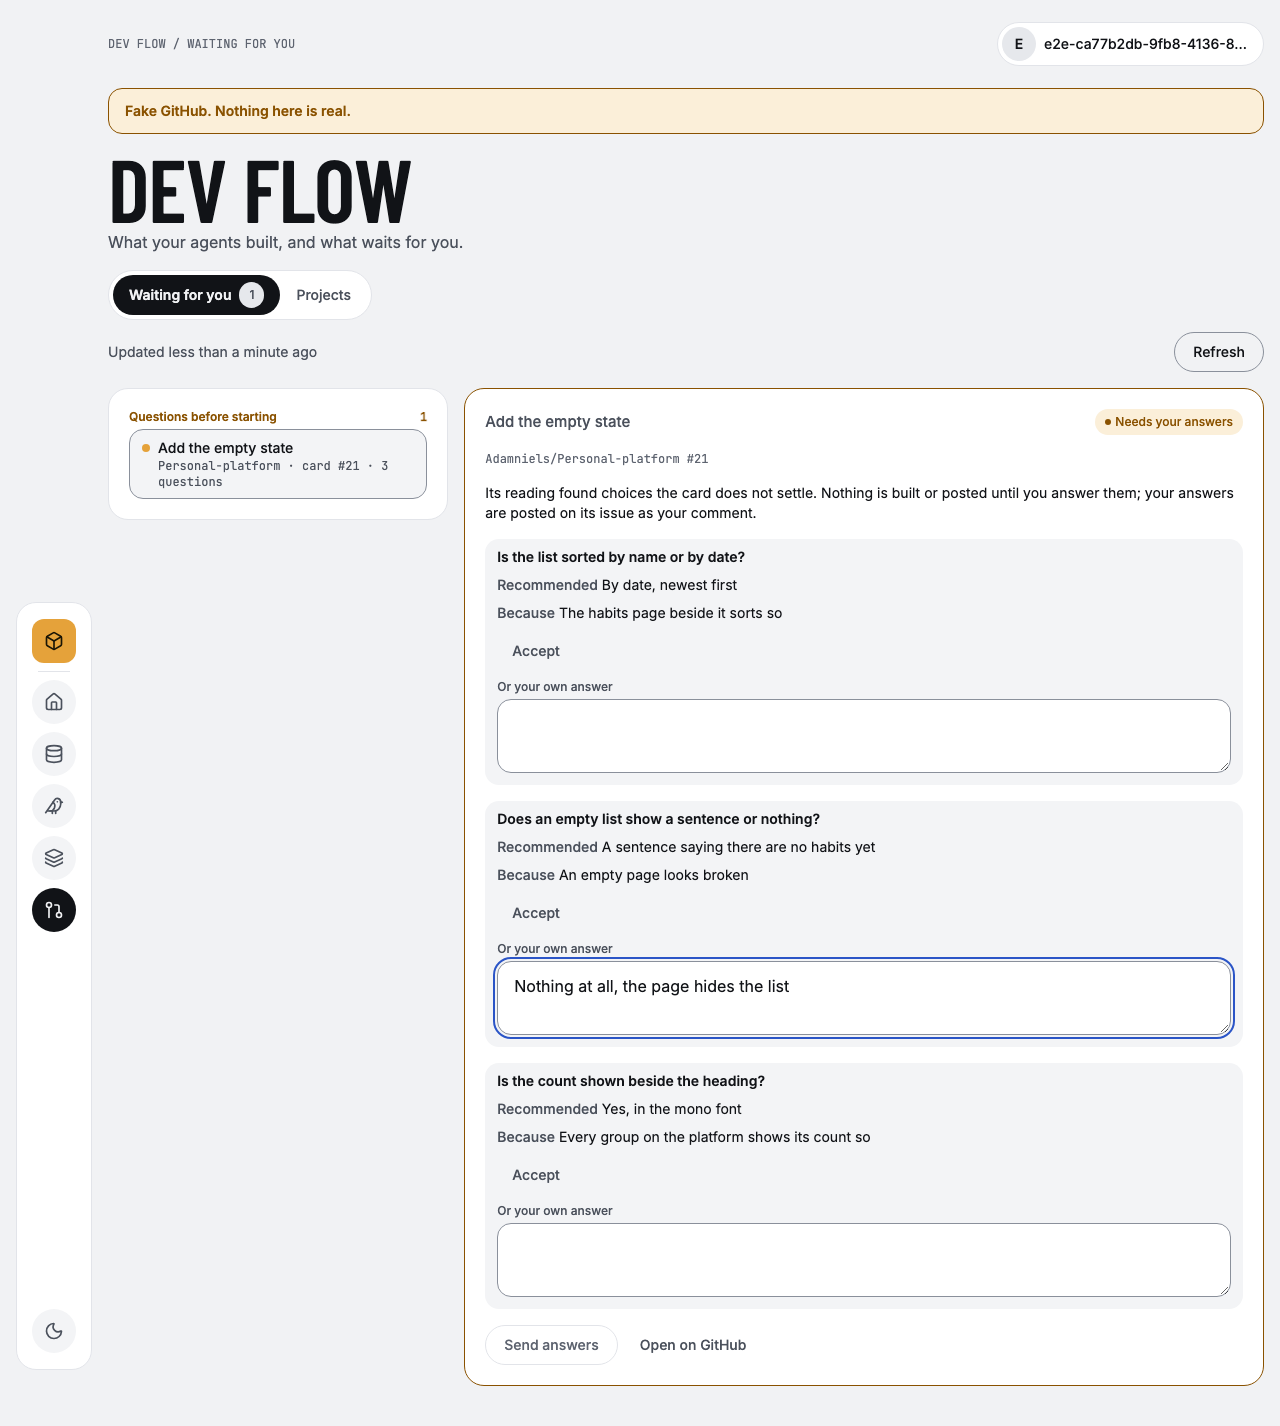 DEV FLOW / WAITING FOR YOU
E
e2e-ca77b2db-9fb8-4136-8...
Fake GitHub. Nothing here is real.
DEV FLOW
What your agents built, and what waits for you.
Waiting for you 1
Projects
Updated less than a minute ago
Refresh
Questions before starting 1
Add the empty state
Personal-platform · card #21 · 3
questions
Add the empty state
Needs your answers
Adamniels/Personal-platform #21
Its reading found choices the card does not settle. Nothing is built or posted until you answer them; your answers
are posted on its issue as your comment.
Is the list sorted by name or by date?
Recommended By date, newest first
Because The habits page beside it sorts so
Accept
Or your own answer
Does an empty list show a sentence or nothing?
Recommended A sentence saying there are no habits yet
Because An empty page looks broken
Accept
Or your own answer
Nothing at all, the page hides the list
Is the count shown beside the heading?
Recommended Yes, in the mono font
Because Every group on the platform shows its count so
Accept
Or your own answer
Send answers
Open on GitHub